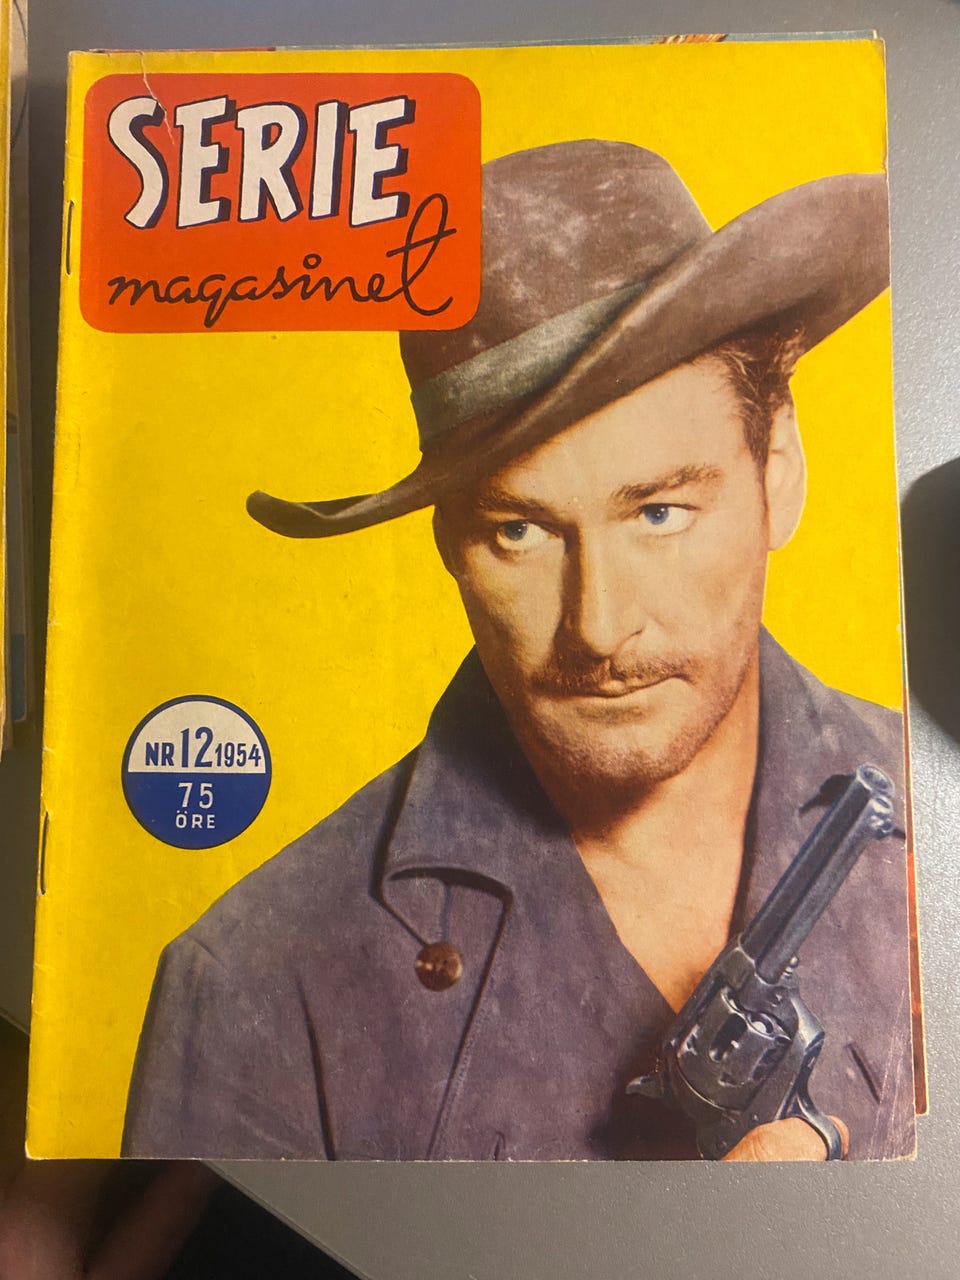 SERIE
magasinet
NR 12 1954
75
ÖRE